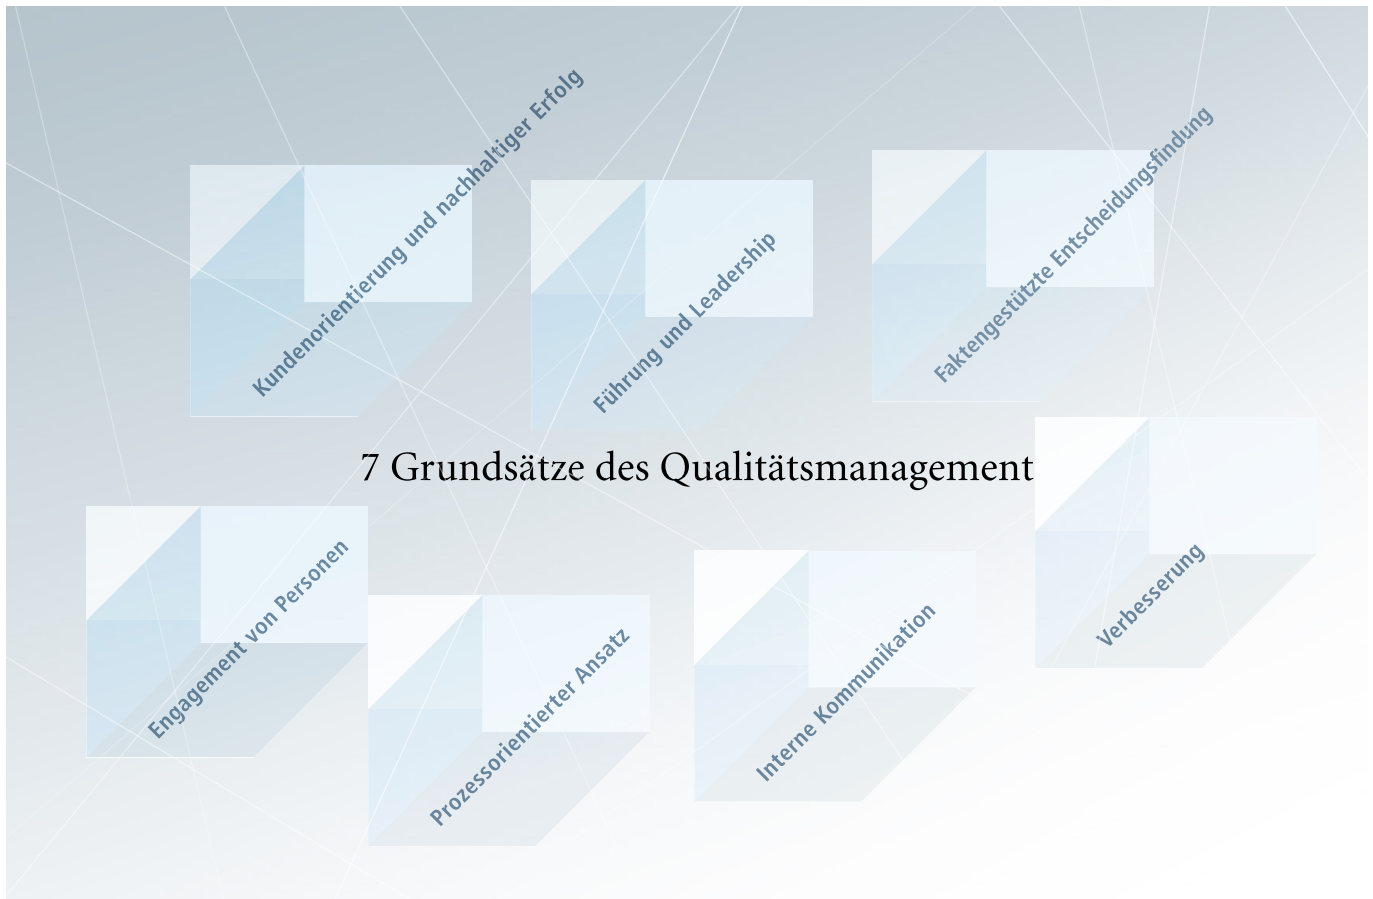 Kundenorientierung und nachhaltiger Erfolg
Führung und Leadership
Faktengestützte Entscheidungsfindung
7 Grundsätze des Qualitätsmanagement
Engagement von Personen
Prozessorientierter Ansatz
Interne Kommunikation
Verbesserung